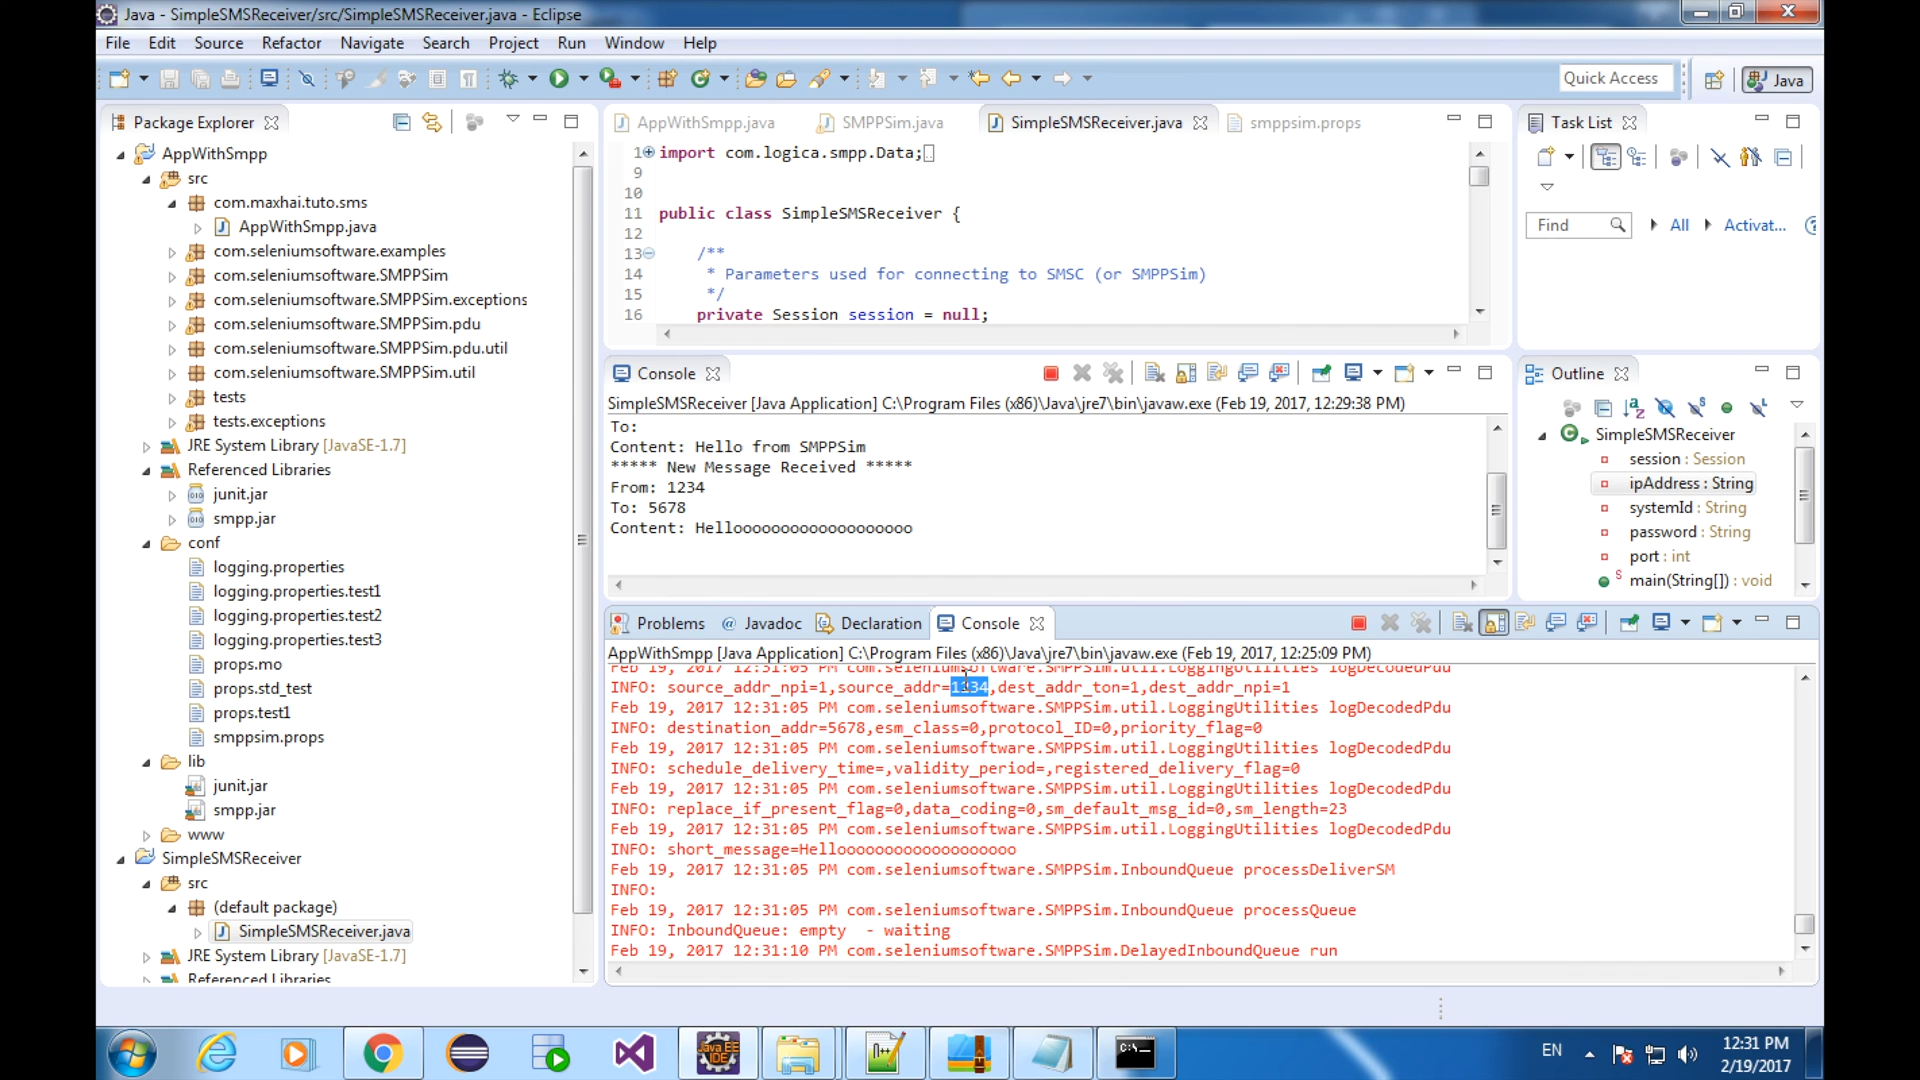 Java - SimpleSMSReceiver/src/SimpleSMSReceiver.java - Eclipse
File Edit Source Refactor Navigate Search Project Run Window Help
Quick Access
Java
Package Explorer
AppWithSmpp
src
com.maxhai.tuto.sms
AppWithSmpp.java
com.seleniumsoftware.examples
com.seleniumsoftware.SMPPSim
com.seleniumsoftware.SMPPSim.exceptions
com.seleniumsoftware.SMPPSim.pdu
com.seleniumsoftware.SMPPSim.pdu.util
com.seleniumsoftware.SMPPSim.util
tests
tests.exceptions
JRE System Library [JavaSE-1.7]
Referenced Libraries
junit.jar
smpp.jar
conf
logging.properties
logging.properties.test1
logging.properties.test2
logging.properties.test3
props.mo
props.std_test
props.test1
smppsim.props
lib
junit.jar
smpp.jar
www
SimpleSMSReceiver
src
(default package)
SimpleSMSReceiver.java
JRE System Library [JavaSE-1.7]
Referenced Libraries
AppWithSmpp.java SMPPSim.java SimpleSMSReceiver.java smppsim.props
1 import com.logica.smpp.Data;
9
10
11 public class SimpleSMSReceiver {
12
13 /**
14 * Parameters used for connecting to SMSC (or SMPPSim)
15 */
16 private Session session = null;
Console
SimpleSMSReceiver [Java Application] C:\Program Files (x86)\Java\jre7\bin\javaw.exe (Feb 19, 2017, 12:29:38 PM)
To:
Content: Hello from SMPPSim
***** New Message Received *****
From: 1234
To: 5678
Content: Hellooooooooooooooooooo
Task List
Find All Activat...
Outline
SimpleSMSReceiver
session : Session
ipAddress : String
systemId : String
password : String
port : int
main(String[]) : void
Problems Javadoc Declaration Console
AppWithSmpp [Java Application] C:\Program Files (x86)\Java\jre7\bin\javaw.exe (Feb 19, 2017, 12:25:09 PM)
Feb 19, 2017 12:31:05 PM com.seleniumsoftware.SMPPSim.util.LoggingUtilities logDecodedPdu
INFO: source_addr_npi=1,source_addr=1234,dest_addr_ton=1,dest_addr_npi=1
Feb 19, 2017 12:31:05 PM com.seleniumsoftware.SMPPSim.util.LoggingUtilities logDecodedPdu
INFO: destination_addr=5678,esm_class=0,protocol_ID=0,priority_flag=0
Feb 19, 2017 12:31:05 PM com.seleniumsoftware.SMPPSim.util.LoggingUtilities logDecodedPdu
INFO: schedule_delivery_time=,validity_period=,registered_delivery_flag=0
Feb 19, 2017 12:31:05 PM com.seleniumsoftware.SMPPSim.util.LoggingUtilities logDecodedPdu
INFO: replace_if_present_flag=0,data_coding=0,sm_default_msg_id=0,sm_length=23
Feb 19, 2017 12:31:05 PM com.seleniumsoftware.SMPPSim.util.LoggingUtilities logDecodedPdu
INFO: short_message=Hellooooooooooooooooooo
Feb 19, 2017 12:31:05 PM com.seleniumsoftware.SMPPSim.InboundQueue processDeliverSM
INFO:
Feb 19, 2017 12:31:05 PM com.seleniumsoftware.SMPPSim.InboundQueue processQueue
INFO: InboundQueue: empty - waiting
Feb 19, 2017 12:31:10 PM com.seleniumsoftware.SMPPSim.DelayedInboundQueue run
Java EE
IDE
C:\
EN
12:31 PM
2/19/2017